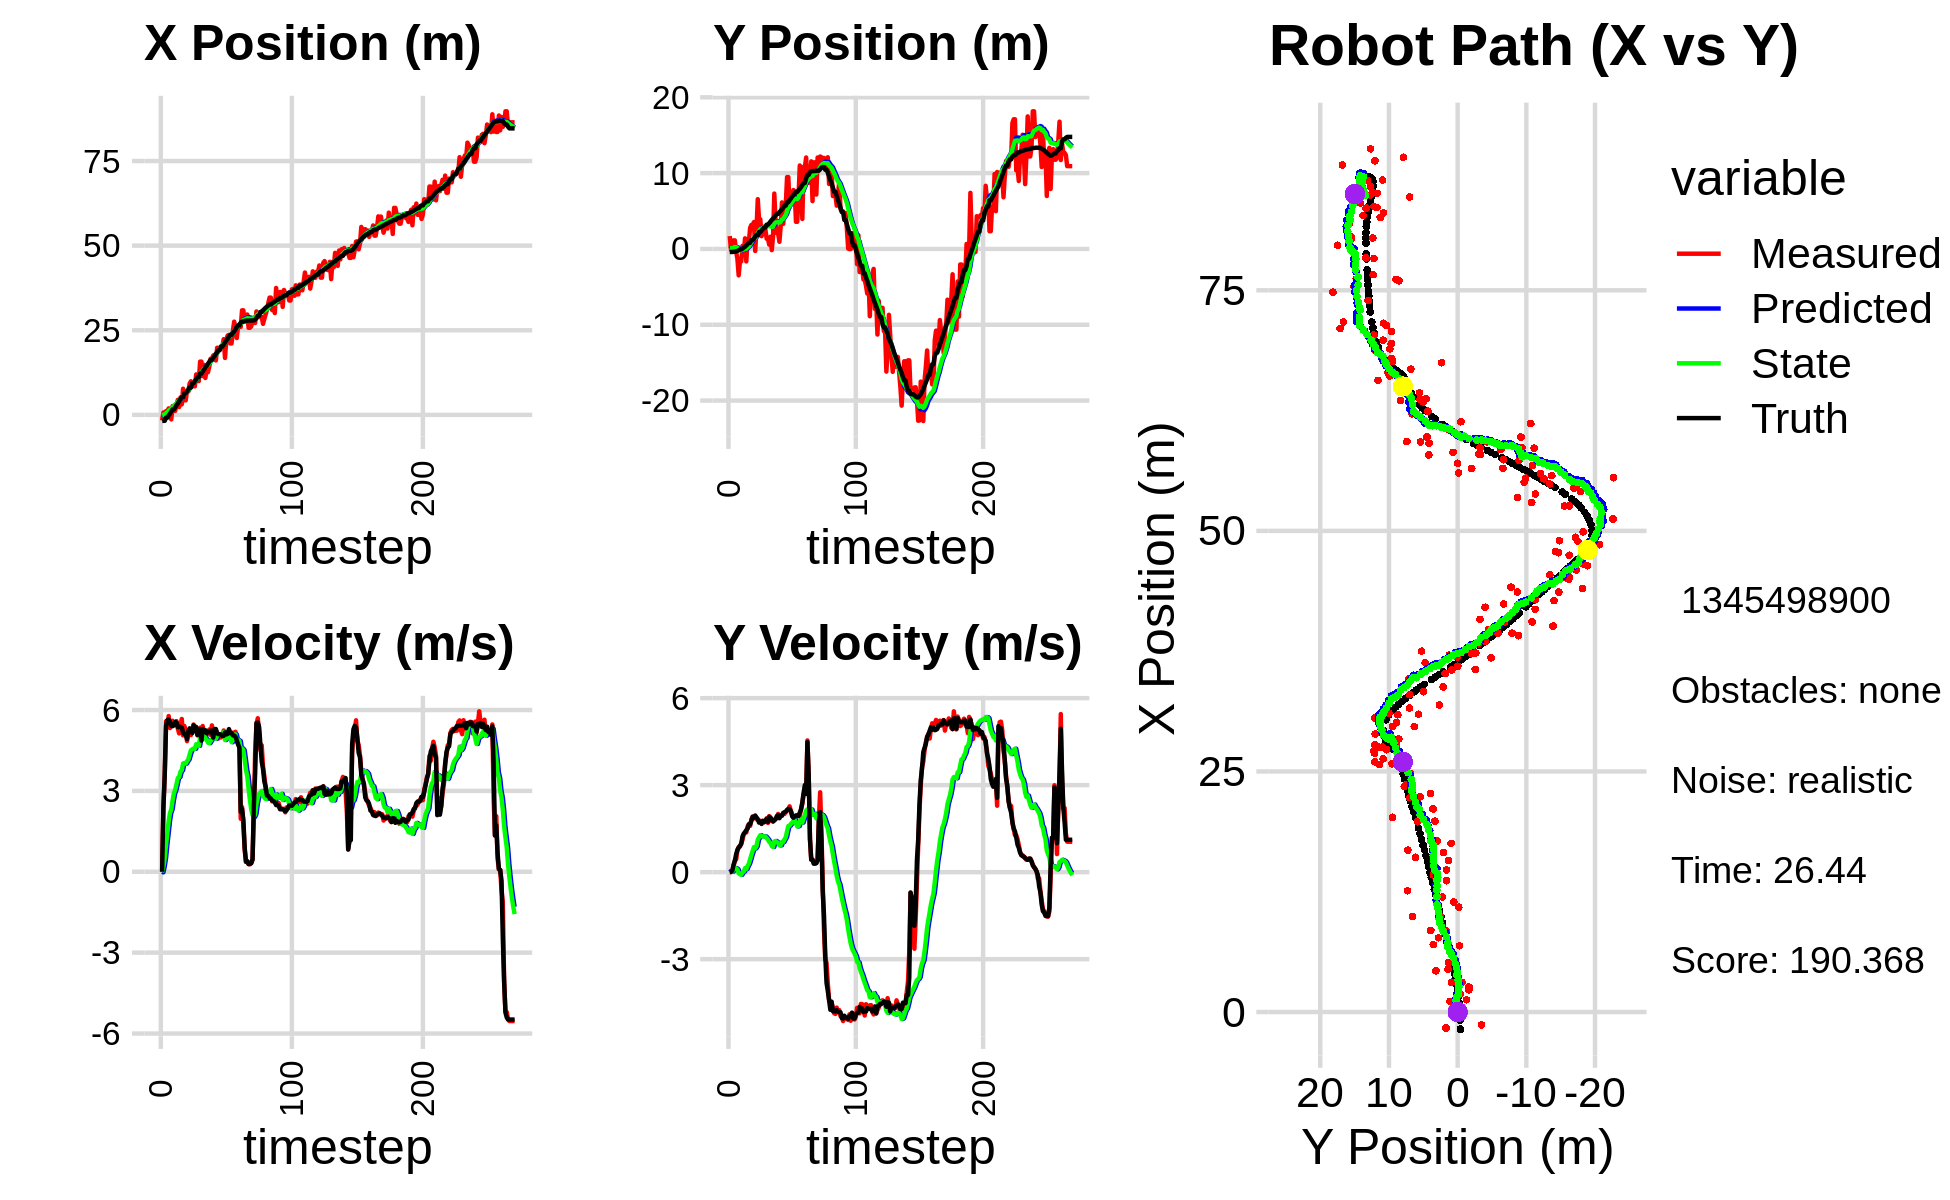 X Position (m)
75
50
25
0
0
100
200
timestep
Y Position (m)
20
10
0
-10
-20
0
100
200
timestep
X Velocity (m/s)
6
3
0
-3
-6
0
100
200
timestep
Y Velocity (m/s)
6
3
0
-3
0
100
200
timestep
Robot Path (X vs Y)
X Position (m)
75
50
25
0
20 10 0 -10 -20
Y Position (m)
variable
Measured
Predicted
State
Truth
1345498900
Obstacles: none
Noise: realistic
Time: 26.44
Score: 190.368